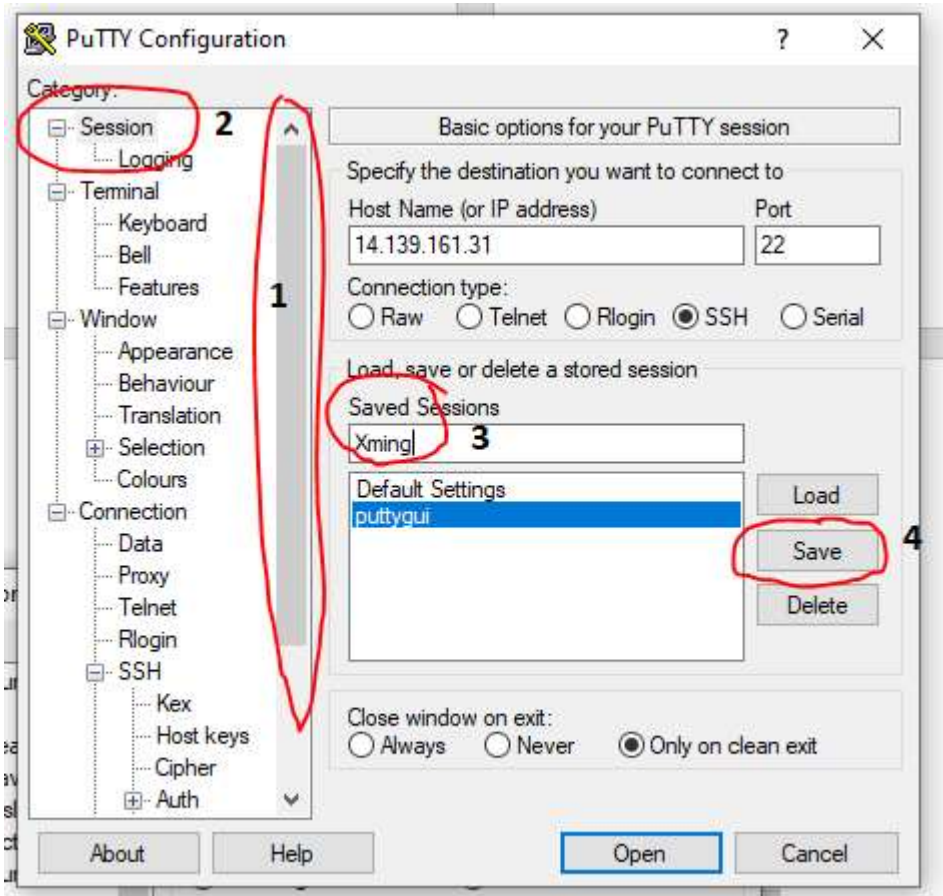 PuTTY Configuration ? X
Category:
Session 2
Logging
Terminal
Keyboard
Bell
Features
1
Window
Appearance
Behaviour
Translation
Selection
Colours
Connection
Data
Proxy
Telnet
Rlogin
SSH
Kex
Host keys
Cipher
Auth
Basic options for your PuTTY session
Specify the destination you want to connect to
Host Name (or IP address) Port
14.139.161.31 22
Connection type:
Raw Telnet Rlogin SSH Serial
Load, save or delete a stored session
Saved Sessions
Xming 3
Default Settings
puttygui
Load
Save 4
Delete
Close window on exit:
Always Never Only on clean exit
About Help Open Cancel